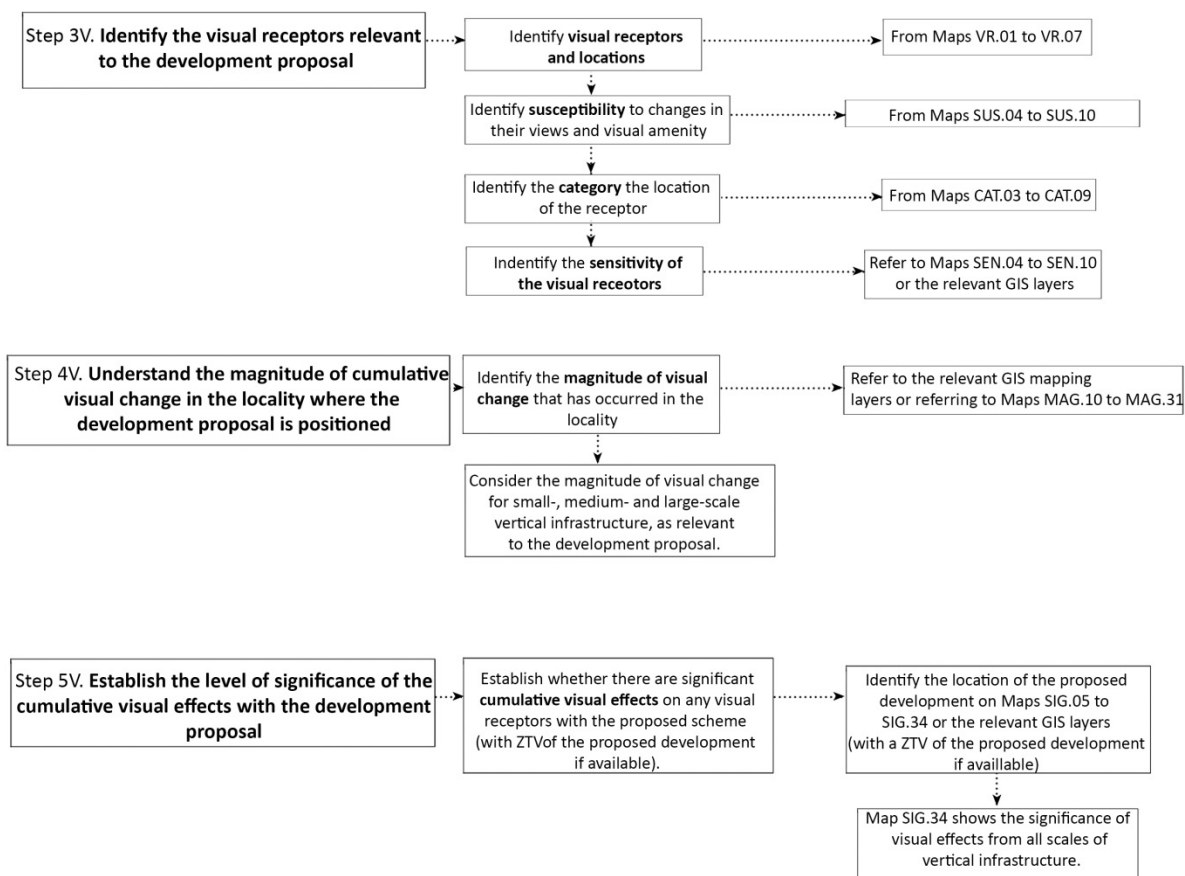 Step 3V. Identify the visual receptors relevant
to the development proposal
Identify visual receptors
and locations
From Maps VR.01 to VR.07
Identify susceptibility to changes in
their views and visual amenity
From Maps SUS.04 to SUS.10
Identify the category the location
of the receptor
From Maps CAT.03 to CAT.09
Indentify the sensitivity of
the visual receotors
Refer to Maps SEN.04 to SEN.10
or the relevant GIS layers
Step 4V. Understand the magnitude of cumulative
visual change in the locality where the
development proposal is positioned
Identify the magnitude of visual
change that has occurred in the
locality
Refer to the relevant GIS mapping
layers or referring to Maps MAG.10 to MAG.31
Consider the magnitude of visual change
for small-, medium- and large-scale
vertical infrastructure, as relevant
to the development proposal.
Step 5V. Establish the level of significance of the
cumulative visual effects with the development
proposal
Establish whether there are significant
cumulative visual effects on any visual
receptors with the proposed scheme
(with ZTVof the proposed development
if available).
Identify the location of the proposed
development on Maps SIG.05 to
SIG.34 or the relevant GIS layers
(with a ZTV of the proposed development
if availlable)
Map SIG.34 shows the significance of
visual effects from all scales of
vertical infrastructure.